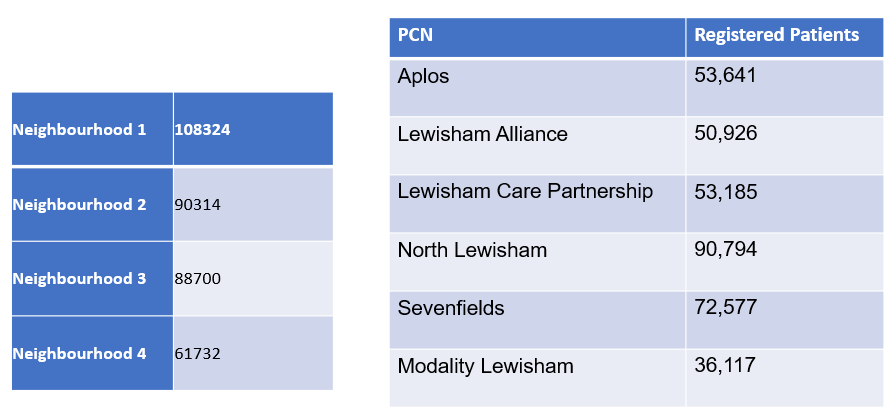 Neighbourhood 1 108324
Neighbourhood 2 90314
Neighbourhood 3 88700
Neighbourhood 4 61732
PCN Registered Patients
Aplos 53,641
Lewisham Alliance 50,926
Lewisham Care Partnership 53,185
North Lewisham 90,794
Sevenfields 72,577
Modality Lewisham 36,117